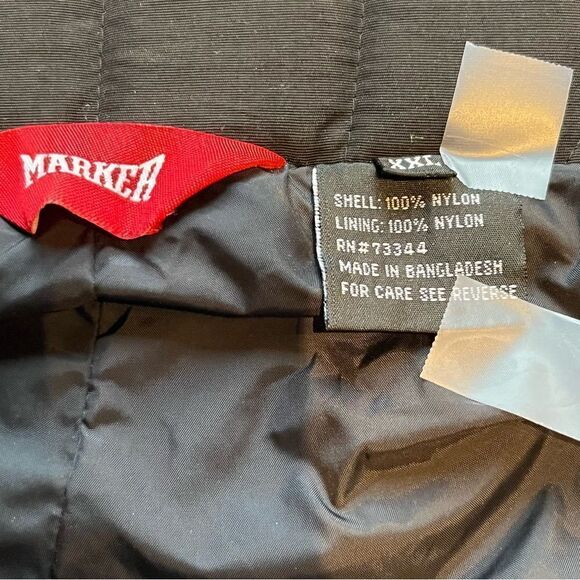 MARKER
XXL
SHELL: 100% NYLON
LINING: 100% NYLON
RN#73344
MADE IN BANGLADESH
FOR CARE SEE REVERSE